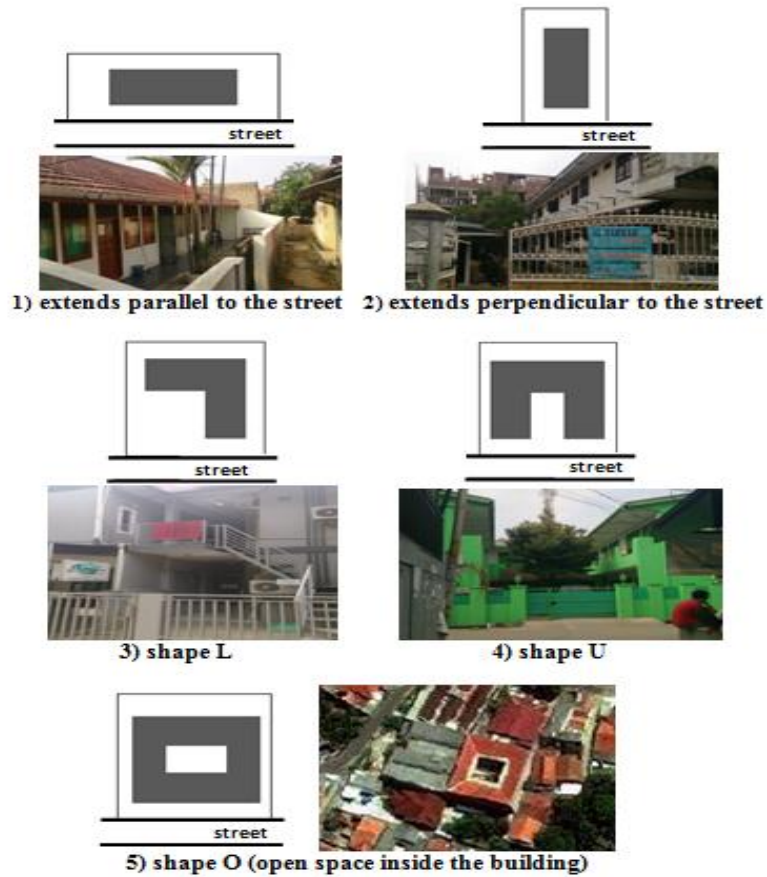 street
street
1) extends parallel to the street
2) extends perpendicular to the street
street
street
3) shape L
4) shape U
street
5) shape O (open space inside the building)